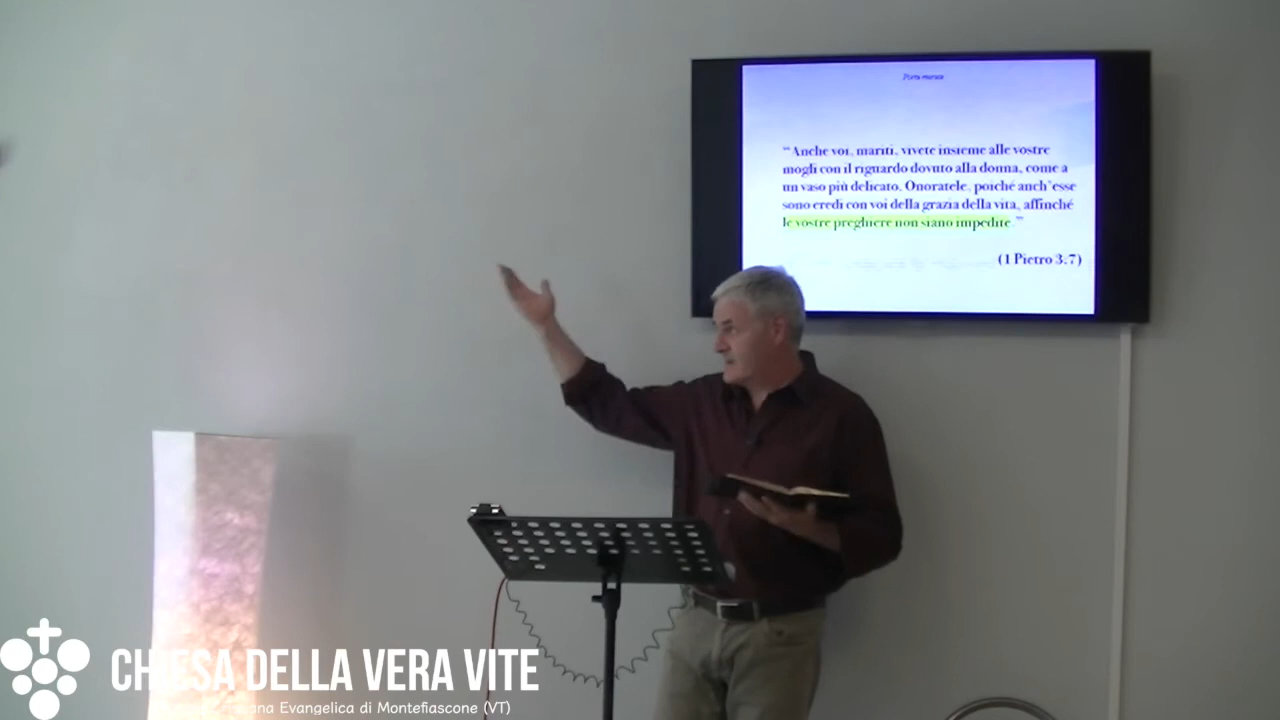 “Anche voi, mariti, vivete insieme alle vostre
mogli con il riguardo dovuto alla donna, come a
un vaso più delicato. Onoratele, poiché anch’esse
sono eredi con voi della grazia della vita, affinché
le vostre preghiere non siano impedite.”
(1 Pietro 3:7)
CHIESA DELLA VERA VITE
Evangelica di Montefiascone (VT)